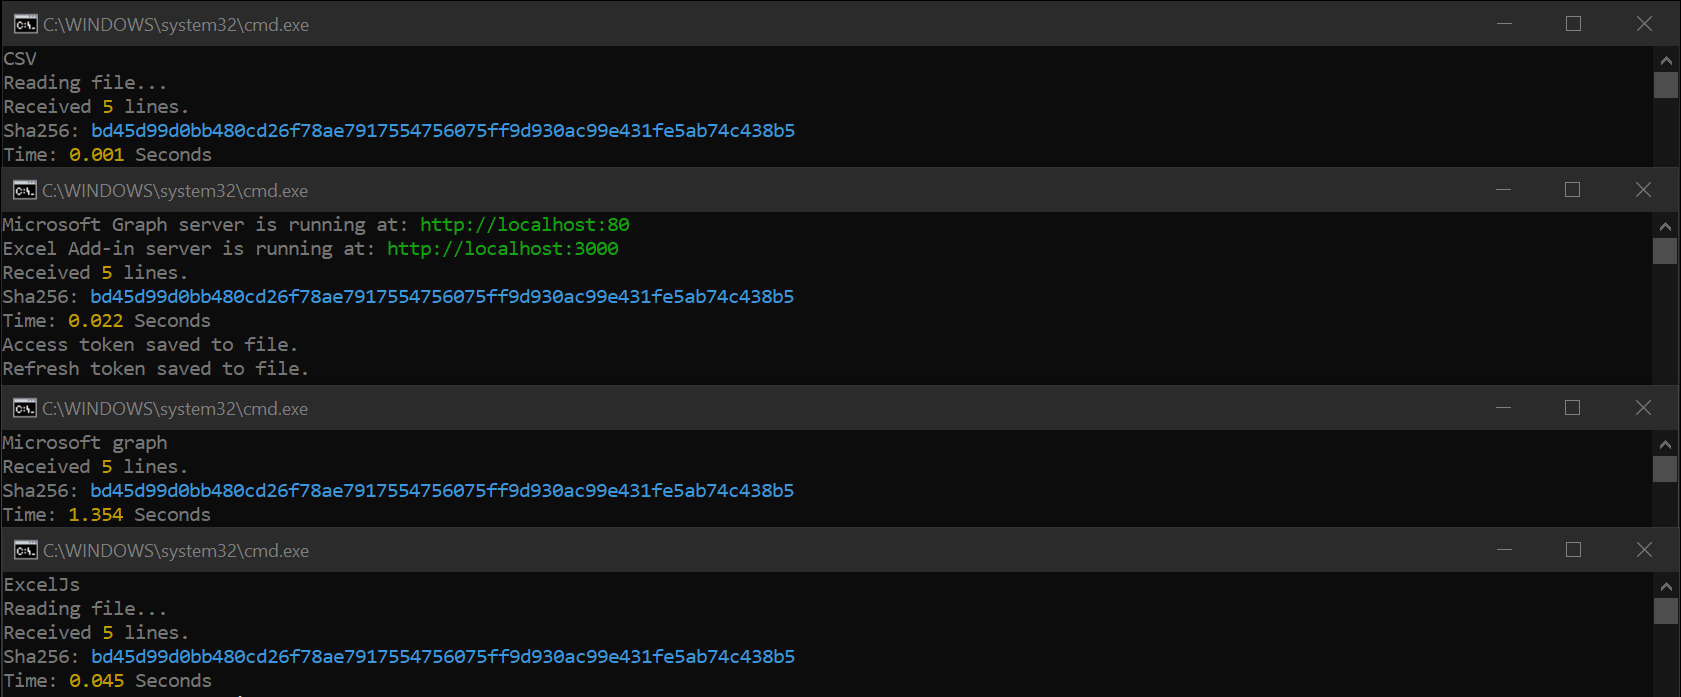 C:\WINDOWS\system32\cmd.exe
CSV
Reading file...
Received 5 lines.
Sha256: bd45d99d0bb480cd26f78ae7917554756075ff9d930ac99e431fe5ab74c438b5
Time: 0.001 Seconds
C:\WINDOWS\system32\cmd.exe
Microsoft Graph server is running at: http://localhost:80
Excel Add-in server is running at: http://localhost:3000
Received 5 lines.
Sha256: bd45d99d0bb480cd26f78ae7917554756075ff9d930ac99e431fe5ab74c438b5
Time: 0.022 Seconds
Access token saved to file.
Refresh token saved to file.
C:\WINDOWS\system32\cmd.exe
Microsoft graph
Received 5 lines.
Sha256: bd45d99d0bb480cd26f78ae7917554756075ff9d930ac99e431fe5ab74c438b5
Time: 1.354 Seconds
C:\WINDOWS\system32\cmd.exe
ExcelJs
Reading file...
Received 5 lines.
Sha256: bd45d99d0bb480cd26f78ae7917554756075ff9d930ac99e431fe5ab74c438b5
Time: 0.045 Seconds